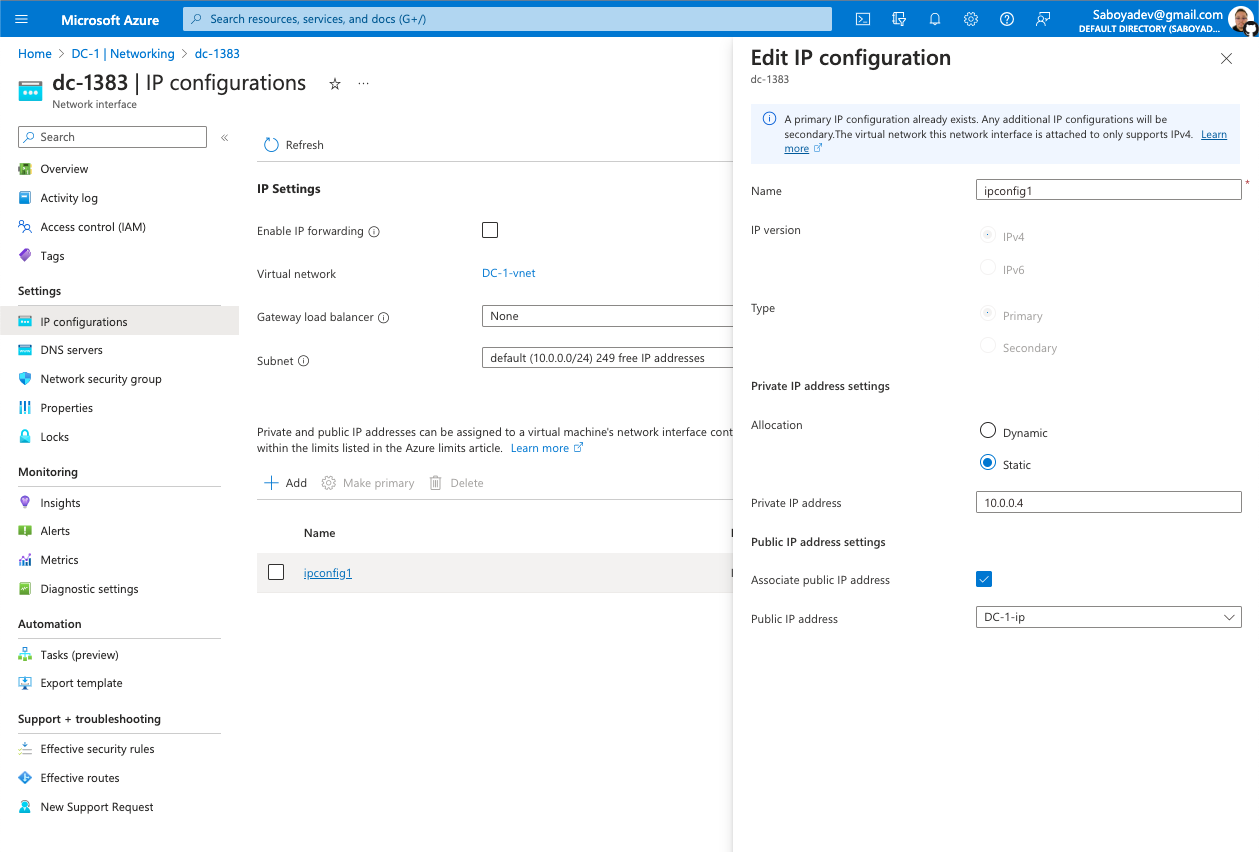 Microsoft Azure
Search resources, services, and docs (G+/)
Saboyadev@gmail.com
DEFAULT DIRECTORY (SABOYAD...
Home > DC-1 | Networking > dc-1383
dc-1383 | IP configurations
Network interface
Search
Overview
Activity log
Access control (IAM)
Tags
Settings
IP configurations
DNS servers
Network security group
Properties
Locks
Monitoring
Insights
Alerts
Metrics
Diagnostic settings
Automation
Tasks (preview)
Export template
Support + troubleshooting
Effective security rules
Effective routes
New Support Request
Refresh
IP Settings
Enable IP forwarding
Virtual network
DC-1-vnet
Gateway load balancer
None
Subnet
default (10.0.0.0/24) 249 free IP addresses
Private and public IP addresses can be assigned to a virtual machine's network interface cont
within the limits listed in the Azure limits article. Learn more
Add
Make primary
Delete
Name
ipconfig1
Edit IP configuration
dc-1383
A primary IP configuration already exists. Any additional IP configurations will be
secondary.The virtual network this network interface is attached to only supports IPv4. Learn
more
Name
ipconfig1
*
IP version
IPv4
IPv6
Type
Primary
Secondary
Private IP address settings
Allocation
Dynamic
Static
Private IP address
10.0.0.4
Public IP address settings
Associate public IP address
Public IP address
DC-1-ip